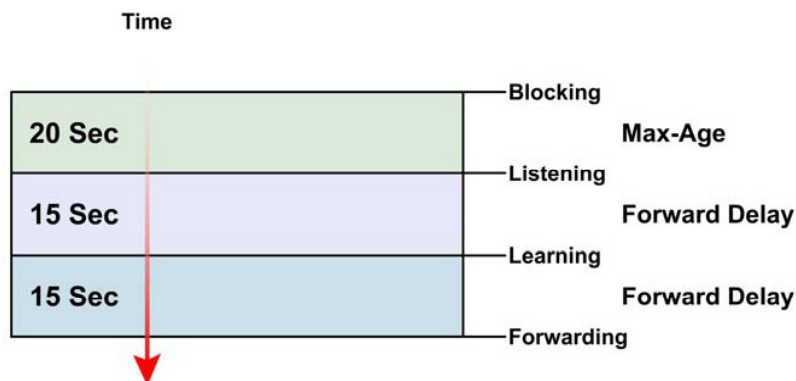 Time
Blocking
20 Sec
Max-Age
Listening
15 Sec
Forward Delay
Learning
15 Sec
Forward Delay
Forwarding